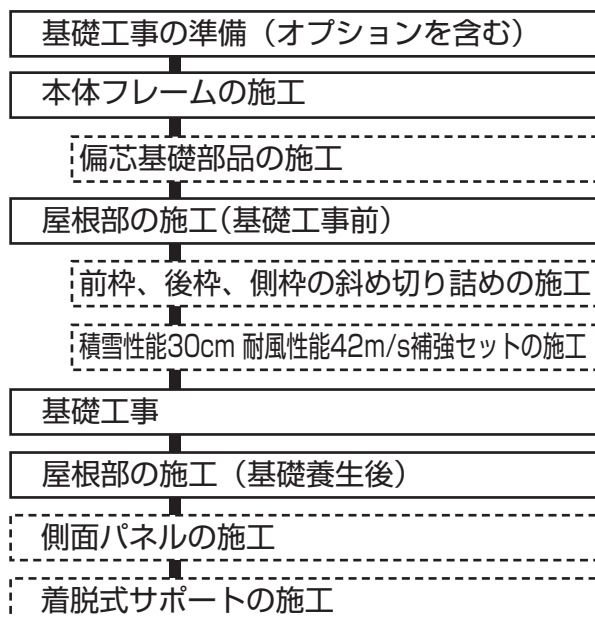 基礎工事の準備（オプションを含む）
本体フレームの施工
偏芯基礎部品の施工
屋根部の施工(基礎工事前)
前枠、後枠、側枠の斜め切り詰めの施工
積雪性能30cm 耐風性能42m/s補強セットの施工
基礎工事
屋根部の施工（基礎養生後）
側面パネルの施工
着脱式サポートの施工